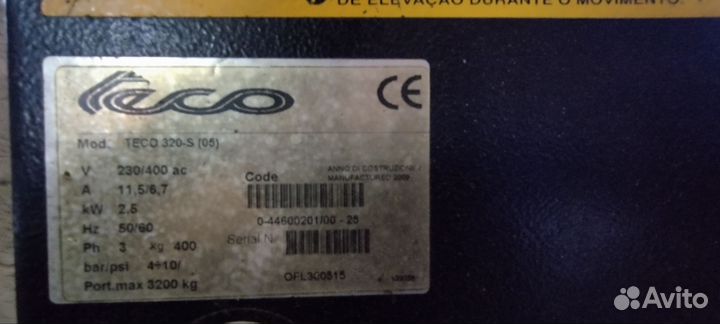 DE ELEVAÇÃO DURANTE O MOVIMENTO.
teco
CE
Mod. TECO 320-S (05)
V 230/400 ac
A 11,5/6,7
kW 2.5
Hz 50/60
Ph 3 kg 400
bar/psi 4÷10/
Port.max 3200 kg
Code
ANNO DI COSTRUZIONE /
MANUFACTURED 2009
0-44600201/00 - 25
Serial N.
OFL300515
Avito